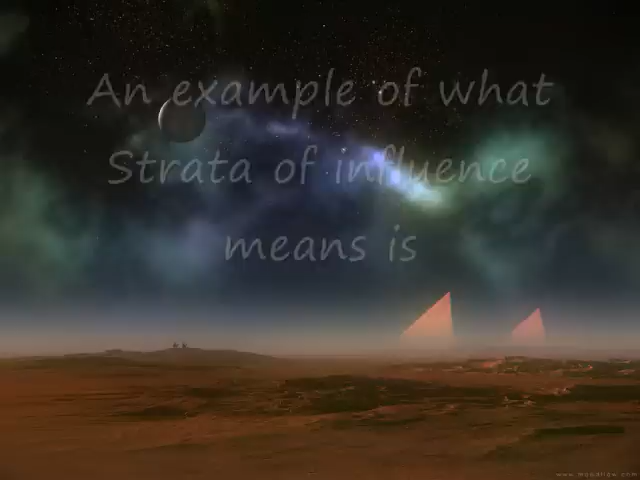 An example of what
Strata of influence
means is